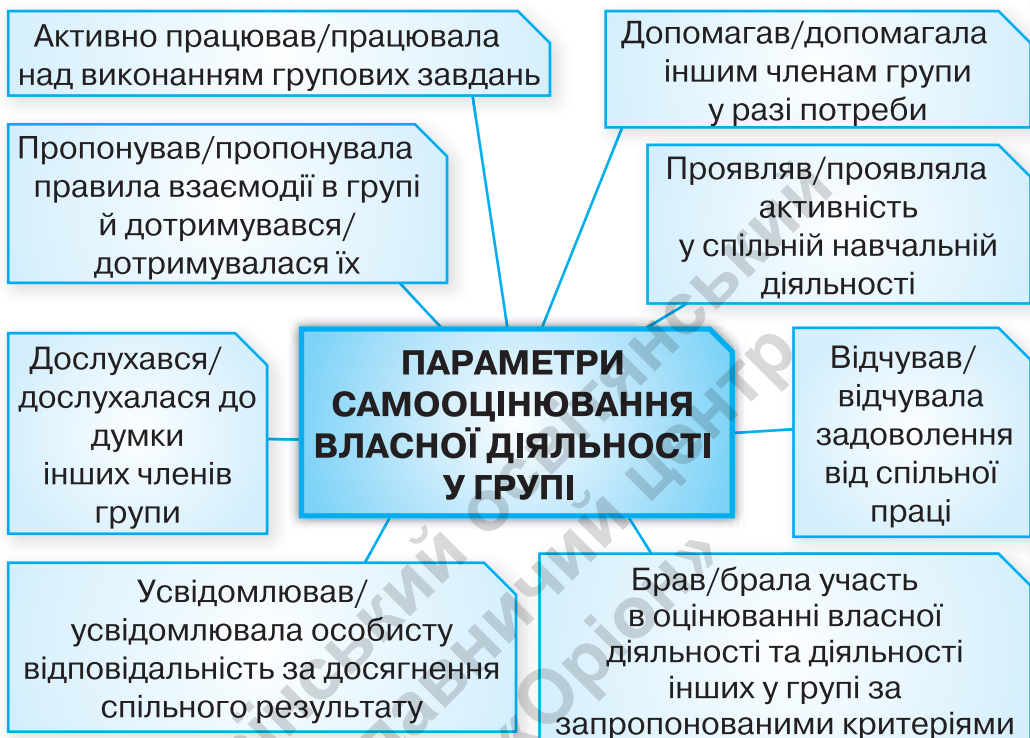 Активно працював/працювала
над виконанням групових завдань
Допомагав/допомагала
іншим членам групи
у разі потреби
Пропонував/пропонувала
правила взаємодії в групі
й дотримувався/
дотримувалася їх
Проявляв/проявляла
активність
у спільній навчальній
діяльності
ПАРАМЕТРИ
САМООЦІНЮВАННЯ
ВЛАСНОЇ ДІЯЛЬНОСТІ
У ГРУПІ
Дослухався/
дослухалася до
думки
інших членів
групи
Відчував/
відчувала
задоволення
від спільної
праці
Усвідомлював/
усвідомлювала особисту
відповідальність за досягнення
спільного результату
Брав/брала участь
в оцінюванні власної
діяльності та діяльності
інших у групі за
запропонованими критеріями
центр
«Оріон»